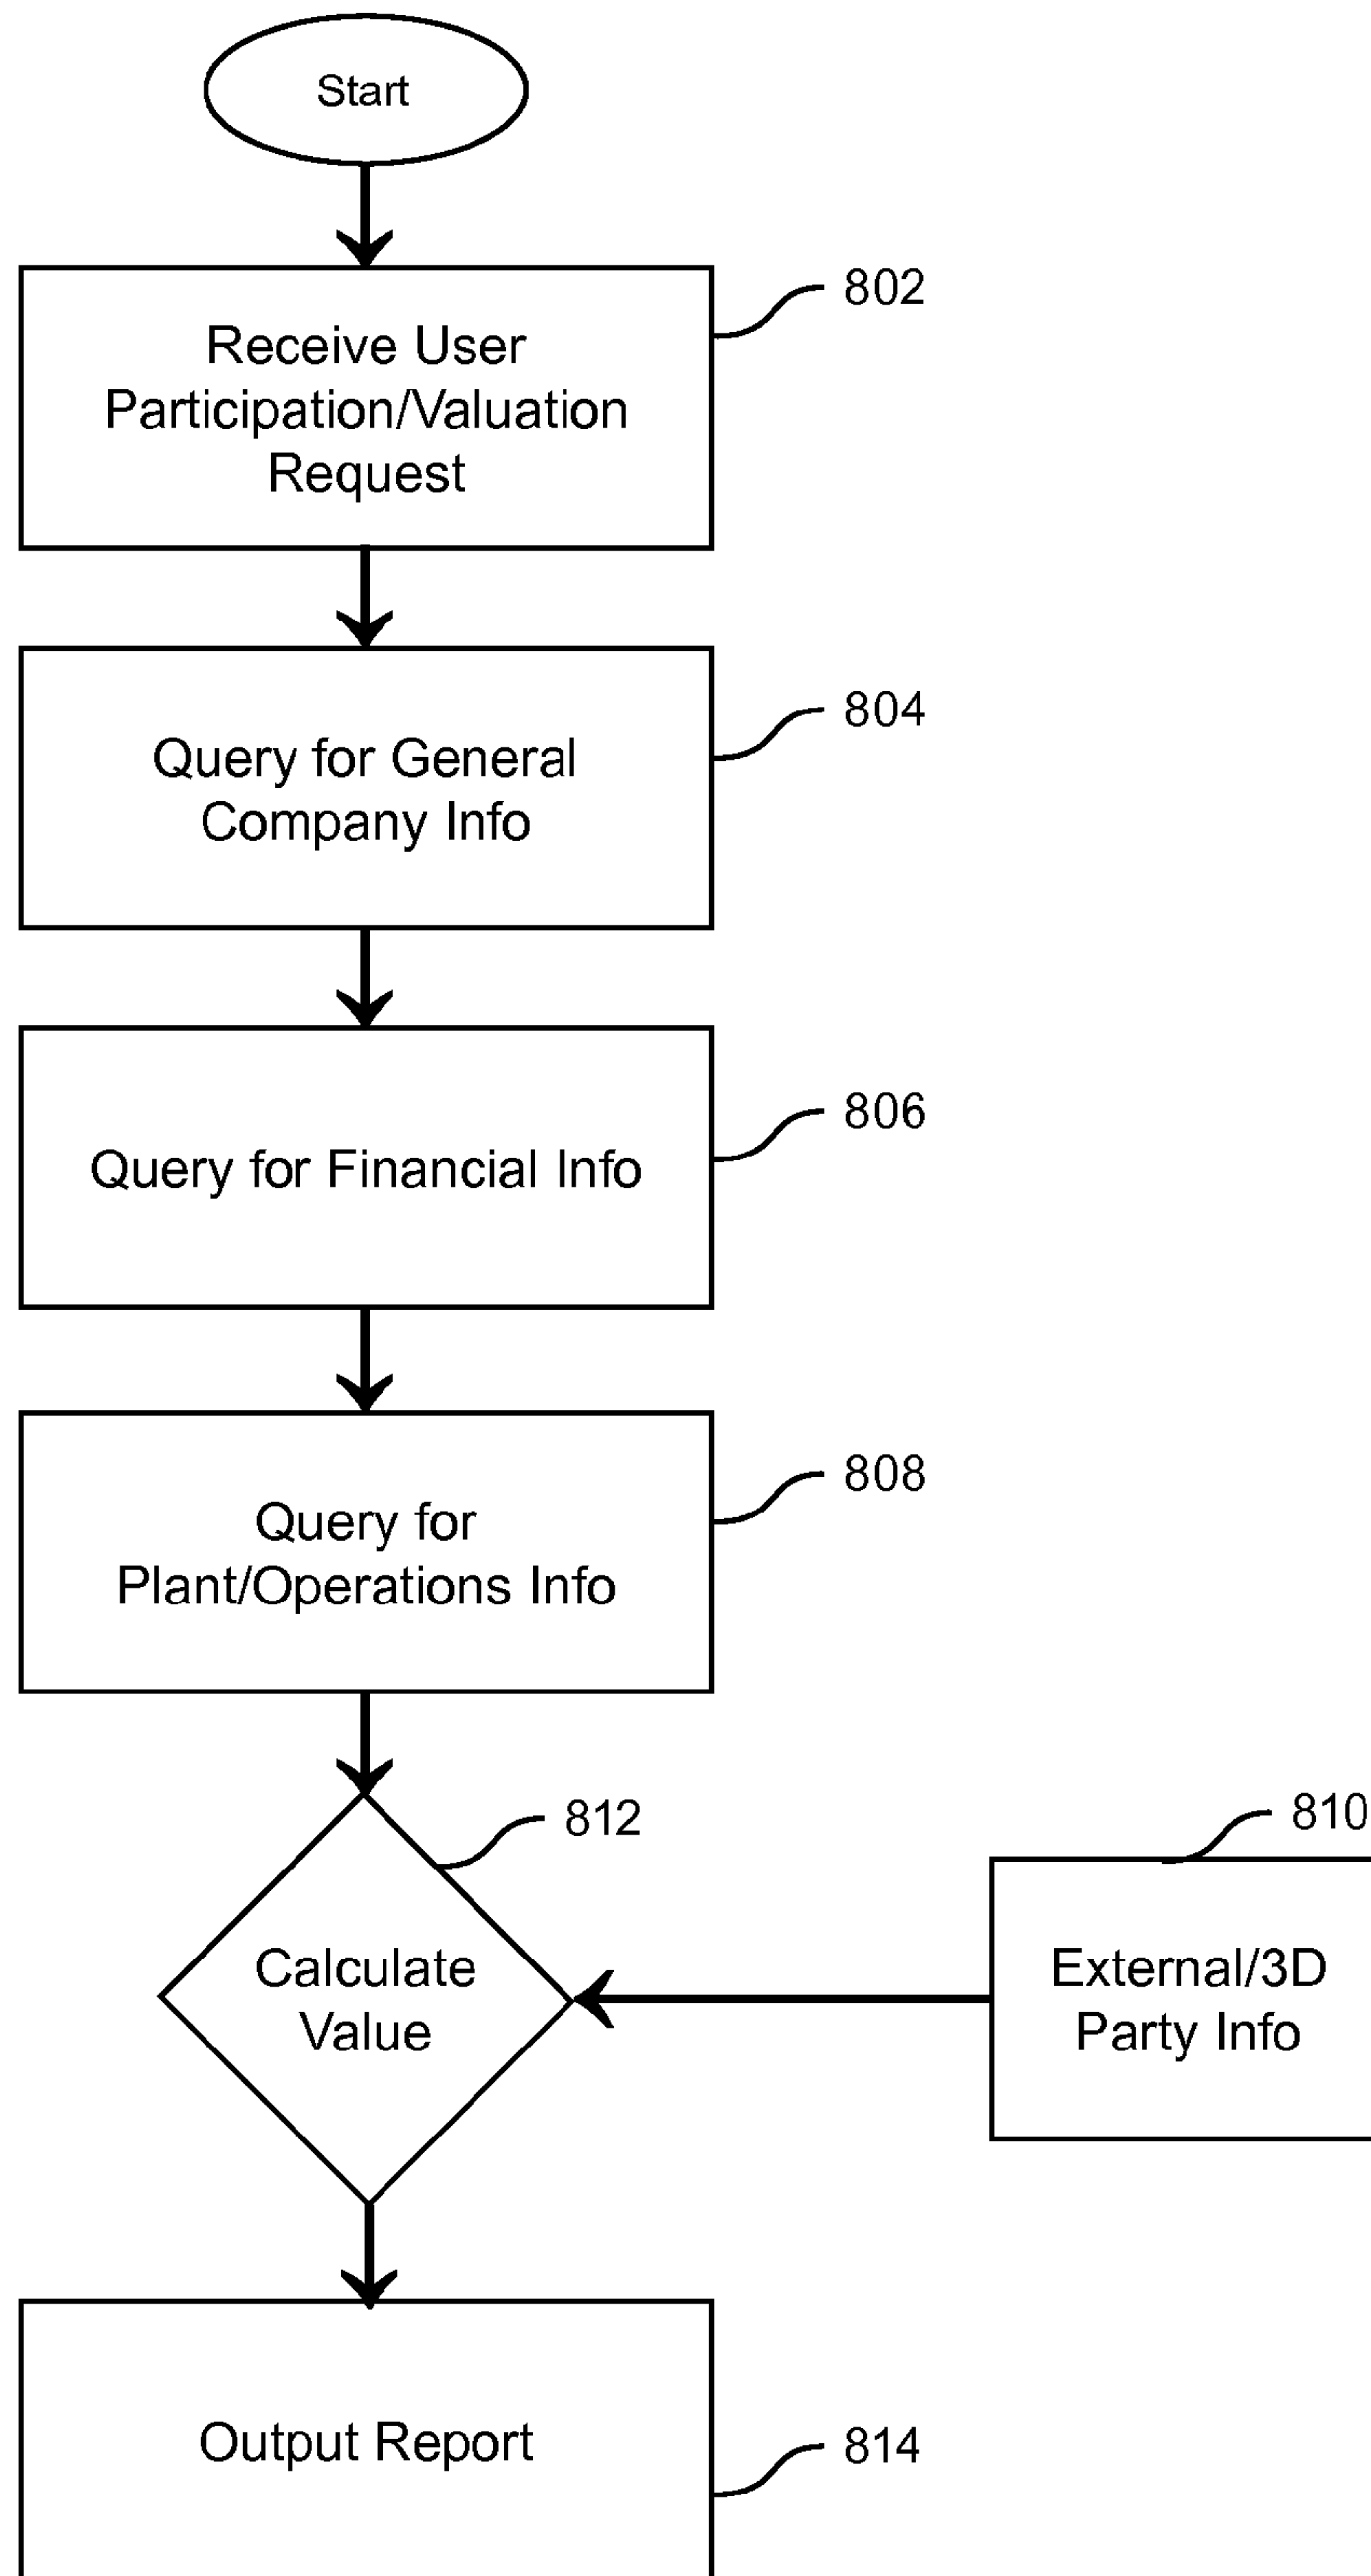 Start
802
Receive User
Participation/Valuation
Request
804
Query for General
Company Info
806
Query for Financial Info
808
Query for
Plant/Operations Info
812
810
Calculate
Value
External/3D
Party Info
Output Report
814